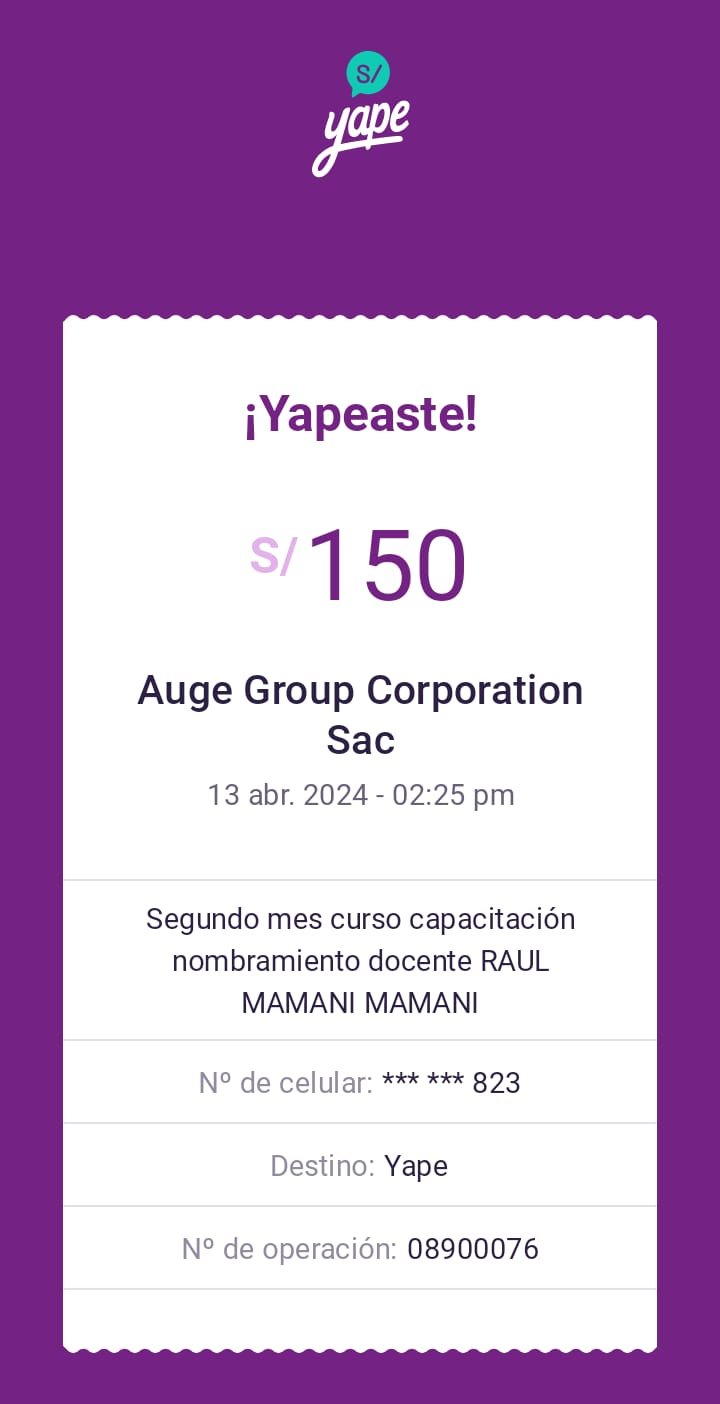 S/
yape
¡Yapeaste!
S/ 150
Auge Group Corporation
Sac
13 abr. 2024 - 02:25 pm
Segundo mes curso capacitación
nombramiento docente RAUL
MAMANI MAMANI
Nº de celular: *** *** 823
Destino: Yape
Nº de operación: 08900076